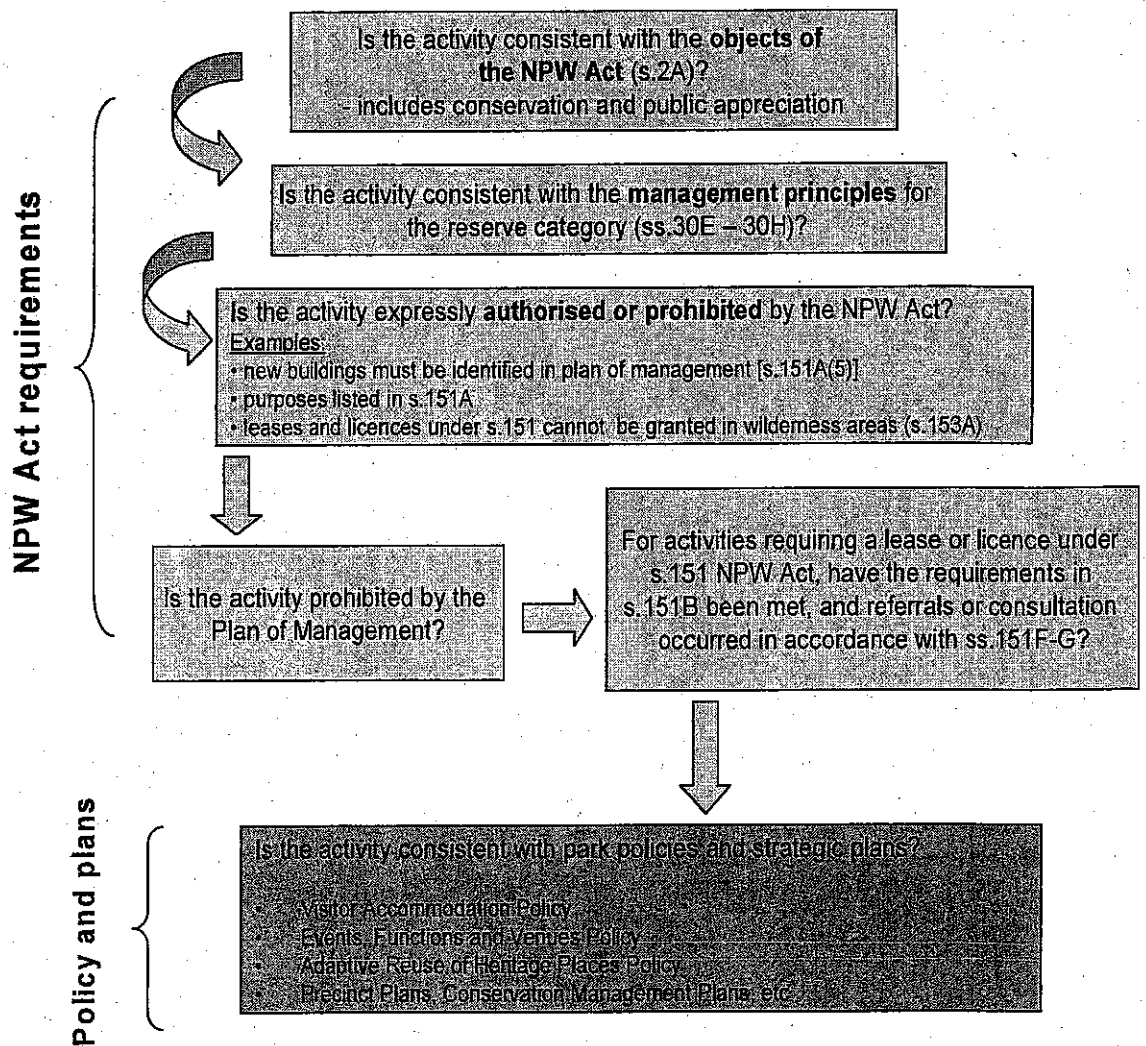 Is the activity consistent with the objects of
the NPW Act (s.2A)?
- includes conservation and public appreciation
NPW Act requirements
Is the activity consistent with the management principles for
the reserve category (ss.30E – 30H)?
Is the activity expressly authorised or prohibited by the NPW Act?
Examples:
• new buildings must be identified in plan of management [s.151A(5)]
• purposes listed in s.151A
• leases and licences under s.151 cannot be granted in wilderness areas (s.153A)
Is the activity prohibited by the
Plan of Management?
For activities requiring a lease or licence under
s.151 NPW Act, have the requirements in
s.151B been met, and referrals or consultation
occurred in accordance with ss.151F-G?
Policy and plans
Is the activity consistent with park policies and strategic plans?
• Visitor Accommodation Policy
• Events, Functions and Venues Policy
• Adaptive Reuse of Heritage Places Policy
• Precinct Plans, Conservation Management Plans, etc